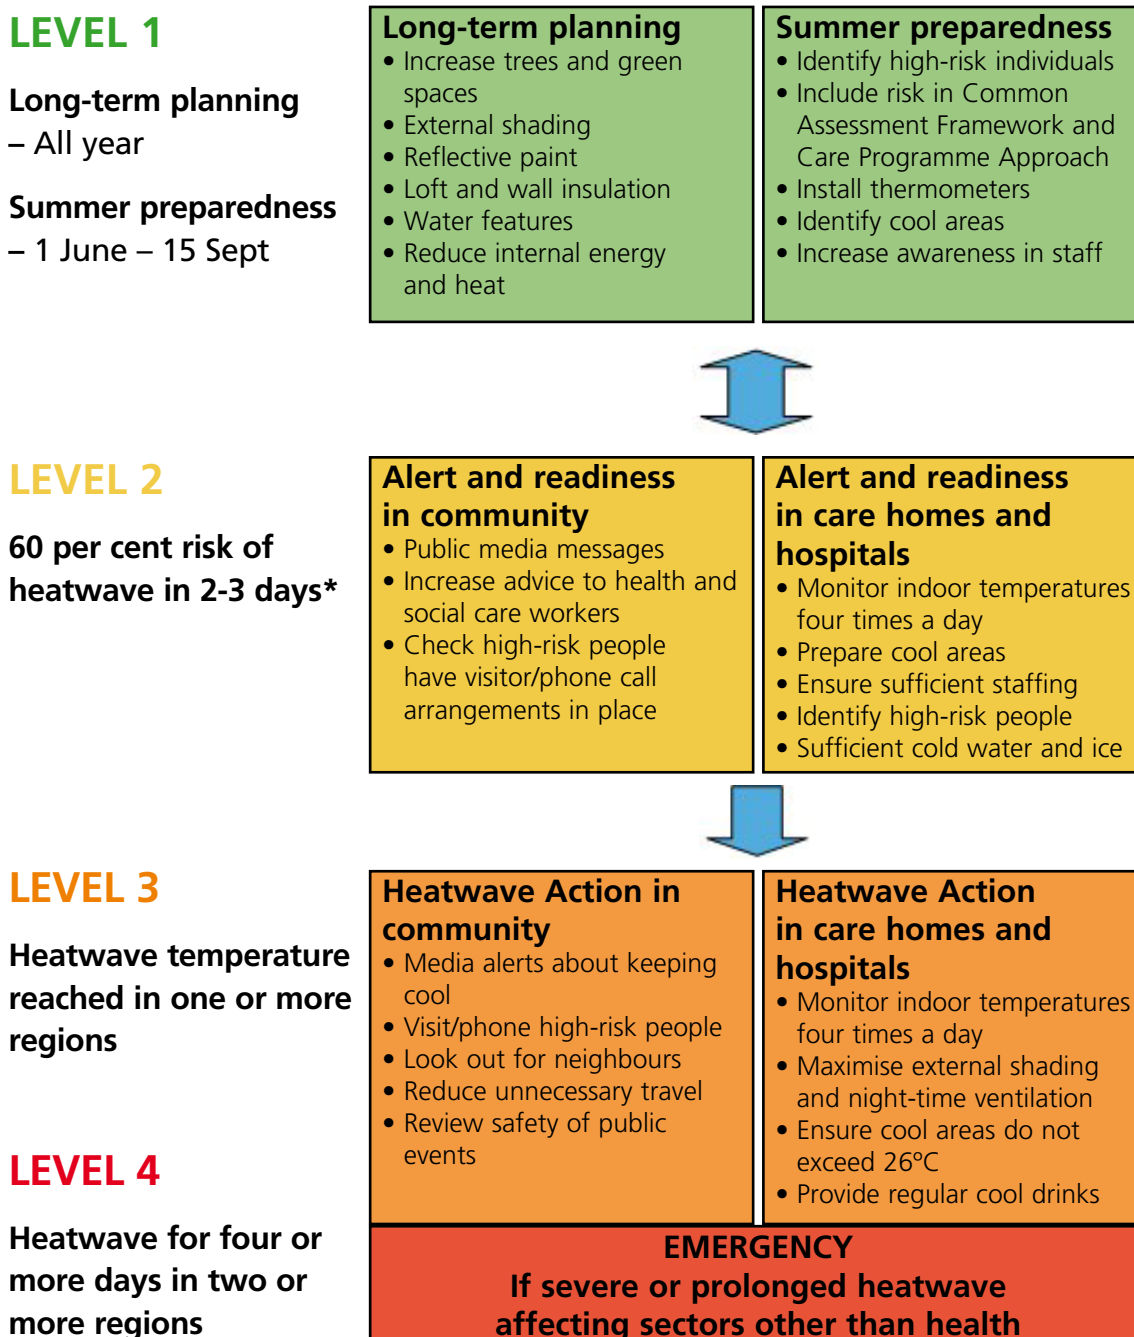 LEVEL 1
Long-term planning
– All year
Summer preparedness
– 1 June – 15 Sept
Long-term planning
• Increase trees and green
spaces
• External shading
• Reflective paint
• Loft and wall insulation
• Water features
• Reduce internal energy
and heat
Summer preparedness
• Identify high-risk individuals
• Include risk in Common
Assessment Framework and
Care Programme Approach
• Install thermometers
• Identify cool areas
• Increase awareness in staff
LEVEL 2
60 per cent risk of
heatwave in 2-3 days*
Alert and readiness
in community
• Public media messages
• Increase advice to health and
social care workers
• Check high-risk people
have visitor/phone call
arrangements in place
Alert and readiness
in care homes and
hospitals
• Monitor indoor temperatures
four times a day
• Prepare cool areas
• Ensure sufficient staffing
• Identify high-risk people
• Sufficient cold water and ice
LEVEL 3
Heatwave temperature
reached in one or more
regions
Heatwave Action in
community
• Media alerts about keeping
cool
• Visit/phone high-risk people
• Look out for neighbours
• Reduce unnecessary travel
• Review safety of public
events
Heatwave Action
in care homes and
hospitals
• Monitor indoor temperatures
four times a day
• Maximise external shading
and night-time ventilation
• Ensure cool areas do not
exceed 26ºC
• Provide regular cool drinks
LEVEL 4
Heatwave for four or
more days in two or
more regions
EMERGENCY
If severe or prolonged heatwave
affecting sectors other than health